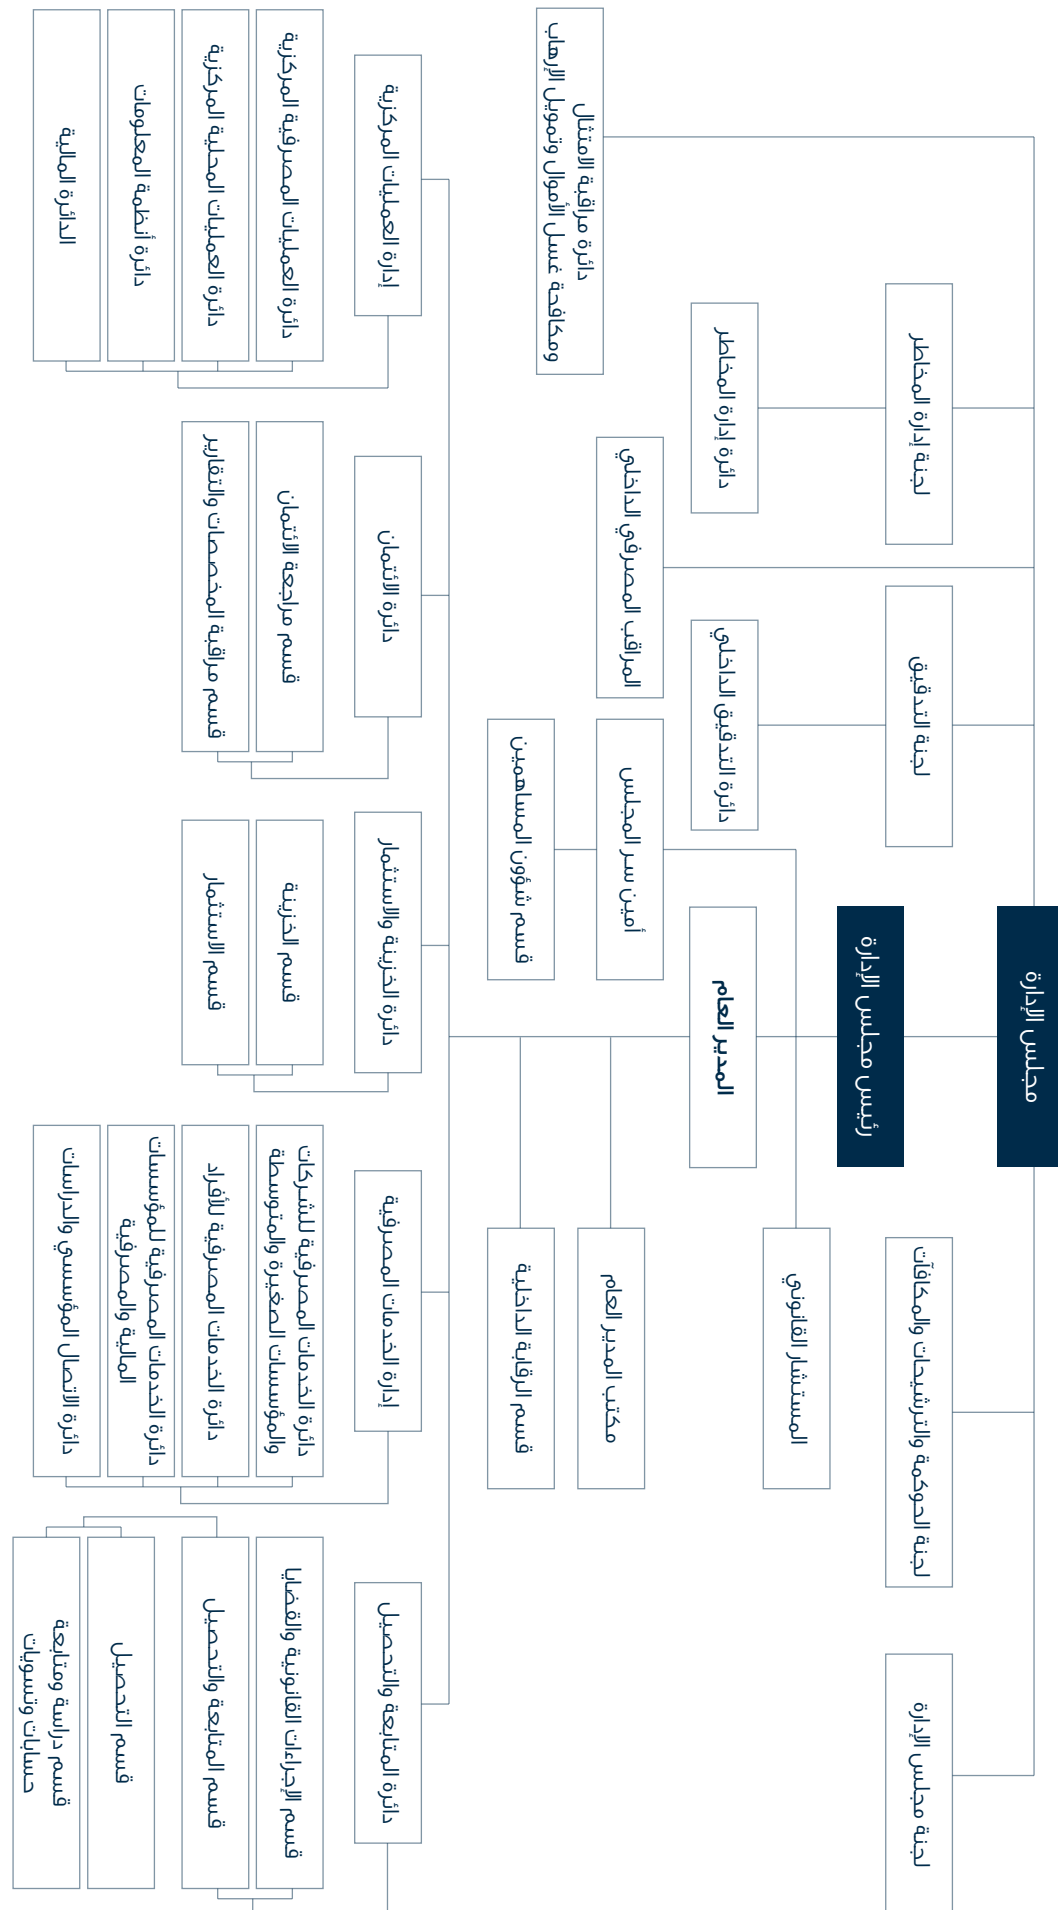 مجلس الإدارة
رئيس مجلس الإدارة
لجنة إدارة المخاطر
لجنة التدقيق
لجنة الحوكمة والترشيحات والمكافآت
لجنة مجلس الإدارة
دائرة إدارة المخاطر
دائرة التدقيق الداخلي
المستشار القانوني
المدير العام
دائرة مراقبة الامتثال
ومكافحة غسل الأموال وتمويل الإرهاب
المراقب المصرفي الداخلي
أمين سر المجلس
قسم شؤون المساهمين
مكتب المدير العام
قسم الرقابة الداخلية
إدارة العمليات المركزية
دائرة العمليات المصرفية المركزية
دائرة العمليات المحلية المركزية
دائرة أنظمة المعلومات
الدائرة المالية
دائرة الائتمان
قسم مراجعة الائتمان
قسم مراقبة المخصصات والتقارير
دائرة الخزينة والاستثمار
قسم الخزينة
قسم الاستثمار
إدارة الخدمات المصرفية
دائرة الخدمات المصرفية للشركات
والمؤسسات الصغيرة والمتوسطة
دائرة الخدمات المصرفية للأفراد
دائرة الخدمات المصرفية للمؤسسات
المالية والمصرفية
دائرة الاتصال المؤسسي والدراسات
دائرة المتابعة والتحصيل
قسم الإجراءات القانونية والقضايا
قسم المتابعة والتحصيل
قسم التحصيل
قسم دراسة ومتابعة
حسابات وتسويات